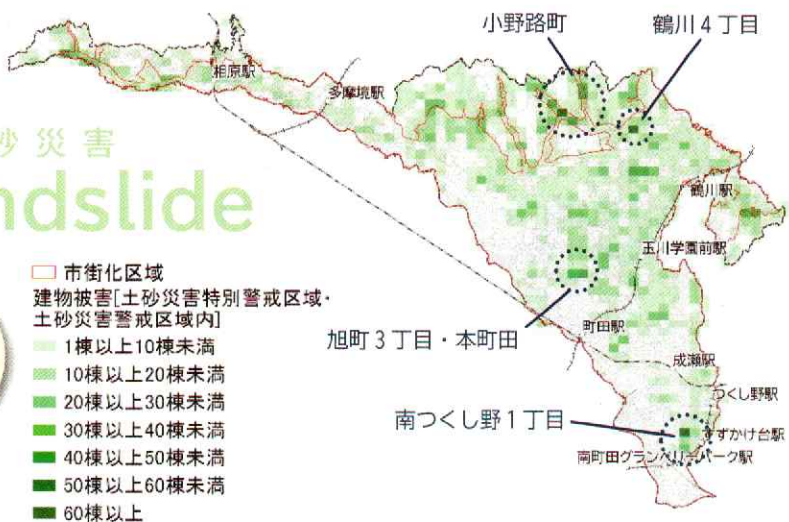 小野路町
鶴川4丁目
相原駅
多摩境駅
砂災害
ndslide
鶴川駅
玉川学園前駅
市街化区域
建物被害[土砂災害特別警戒区域・
土砂災害警戒区域内]
1棟以上10棟未満
10棟以上20棟未満
20棟以上30棟未満
30棟以上40棟未満
40棟以上50棟未満
50棟以上60棟未満
60棟以上
旭町3丁目・本町田
町田駅
成瀬駅
つくし野駅
南つくし野1丁目
すずかけ台駅
南町田グランベリーパーク駅